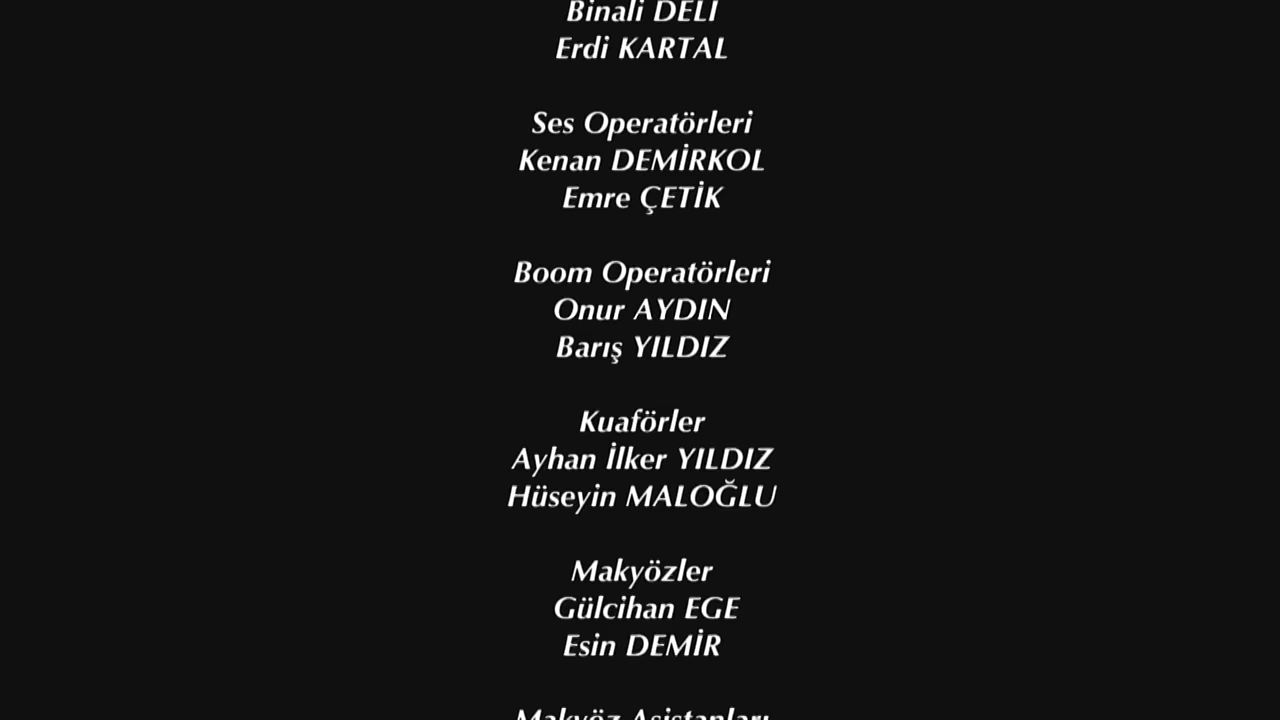 Binali DELİ
Erdi KARTAL
Ses Operatörleri
Kenan DEMİRKOL
Emre ÇETİK
Boom Operatörleri
Onur AYDIN
Barış YILDIZ
Kuaförler
Ayhan İlker YILDIZ
Hüseyin MALOĞLU
Makyözler
Gülcihan EGE
Esin DEMİR
Makyöz Asistanları